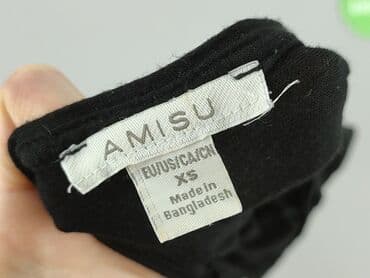 AMISU
EU/US/CA/CN
XS
Made in
Bangladesh